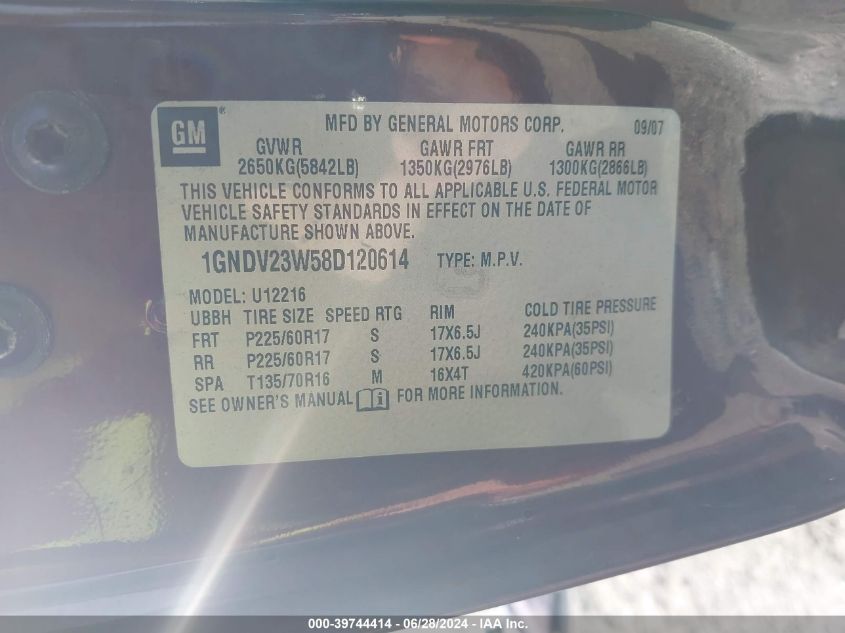 GM®
MFD BY GENERAL MOTORS CORP. 09/07
GVWR GAWR FRT GAWR RR
2650KG(5842LB) 1350KG(2976LB) 1300KG(2866LB)
THIS VEHICLE CONFORMS TO ALL APPLICABLE U.S. FEDERAL MOTOR
VEHICLE SAFETY STANDARDS IN EFFECT ON THE DATE OF
MANUFACTURE SHOWN ABOVE.
1GNDV23W58D120614 TYPE: M.P.V.
MODEL: U12216
UBBH TIRE SIZE SPEED RTG RIM COLD TIRE PRESSURE
FRT P225/60R17 S 17X6.5J 240KPA(35PSI)
RR P225/60R17 S 17X6.5J 240KPA(35PSI)
SPA T135/70R16 M 16X4T 420KPA(60PSI)
SEE OWNER'S MANUAL i FOR MORE INFORMATION.
000-39744414 - 06/28/2024 - IAA Inc.